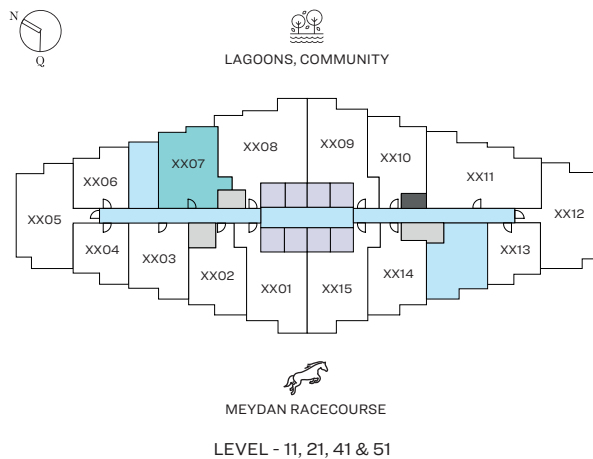 N
Q
LAGOONS, COMMUNITY
XX08
XX09
XX07
XX10
XX06
XX11
XX05
XX12
XX04
XX03
XX02
XX01
XX15
XX14
XX13
MEYDAN RACECOURSE
LEVEL - 11, 21, 41 & 51